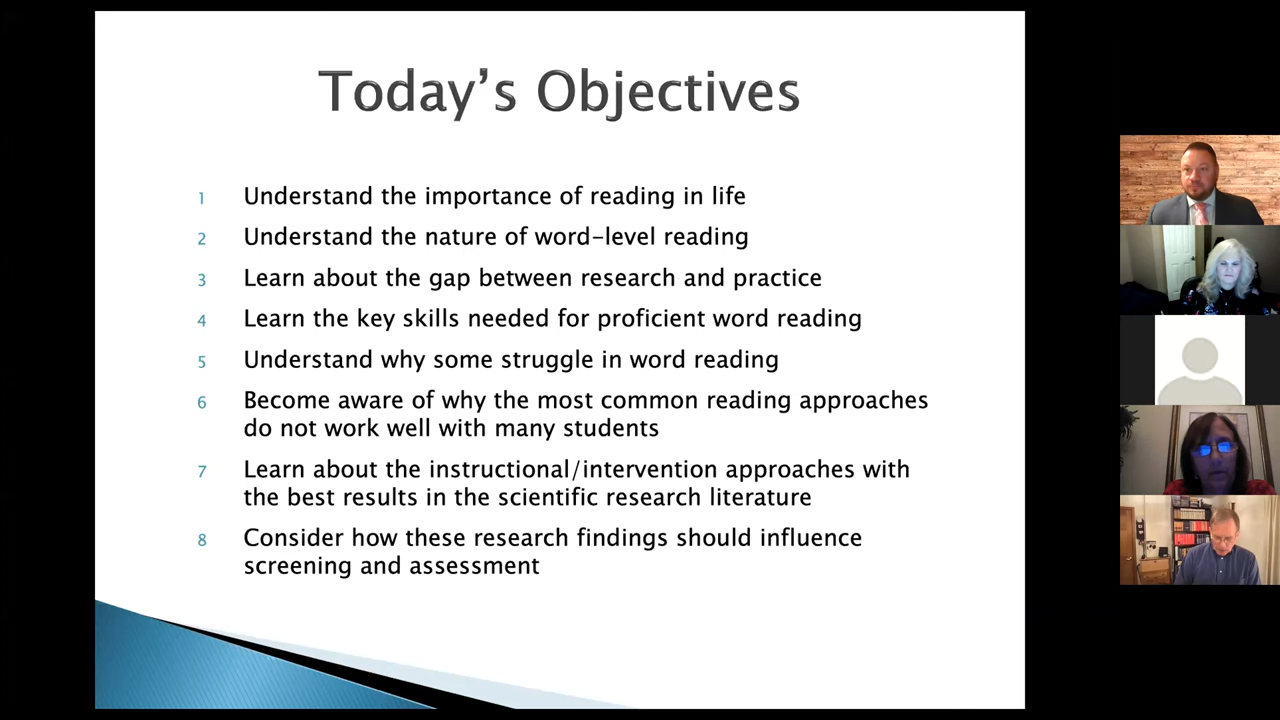 Today’s Objectives
1 Understand the importance of reading in life
2 Understand the nature of word-level reading
3 Learn about the gap between research and practice
4 Learn the key skills needed for proficient word reading
5 Understand why some struggle in word reading
6 Become aware of why the most common reading approaches
do not work well with many students
7 Learn about the instructional/intervention approaches with
the best results in the scientific research literature
8 Consider how these research findings should influence
screening and assessment